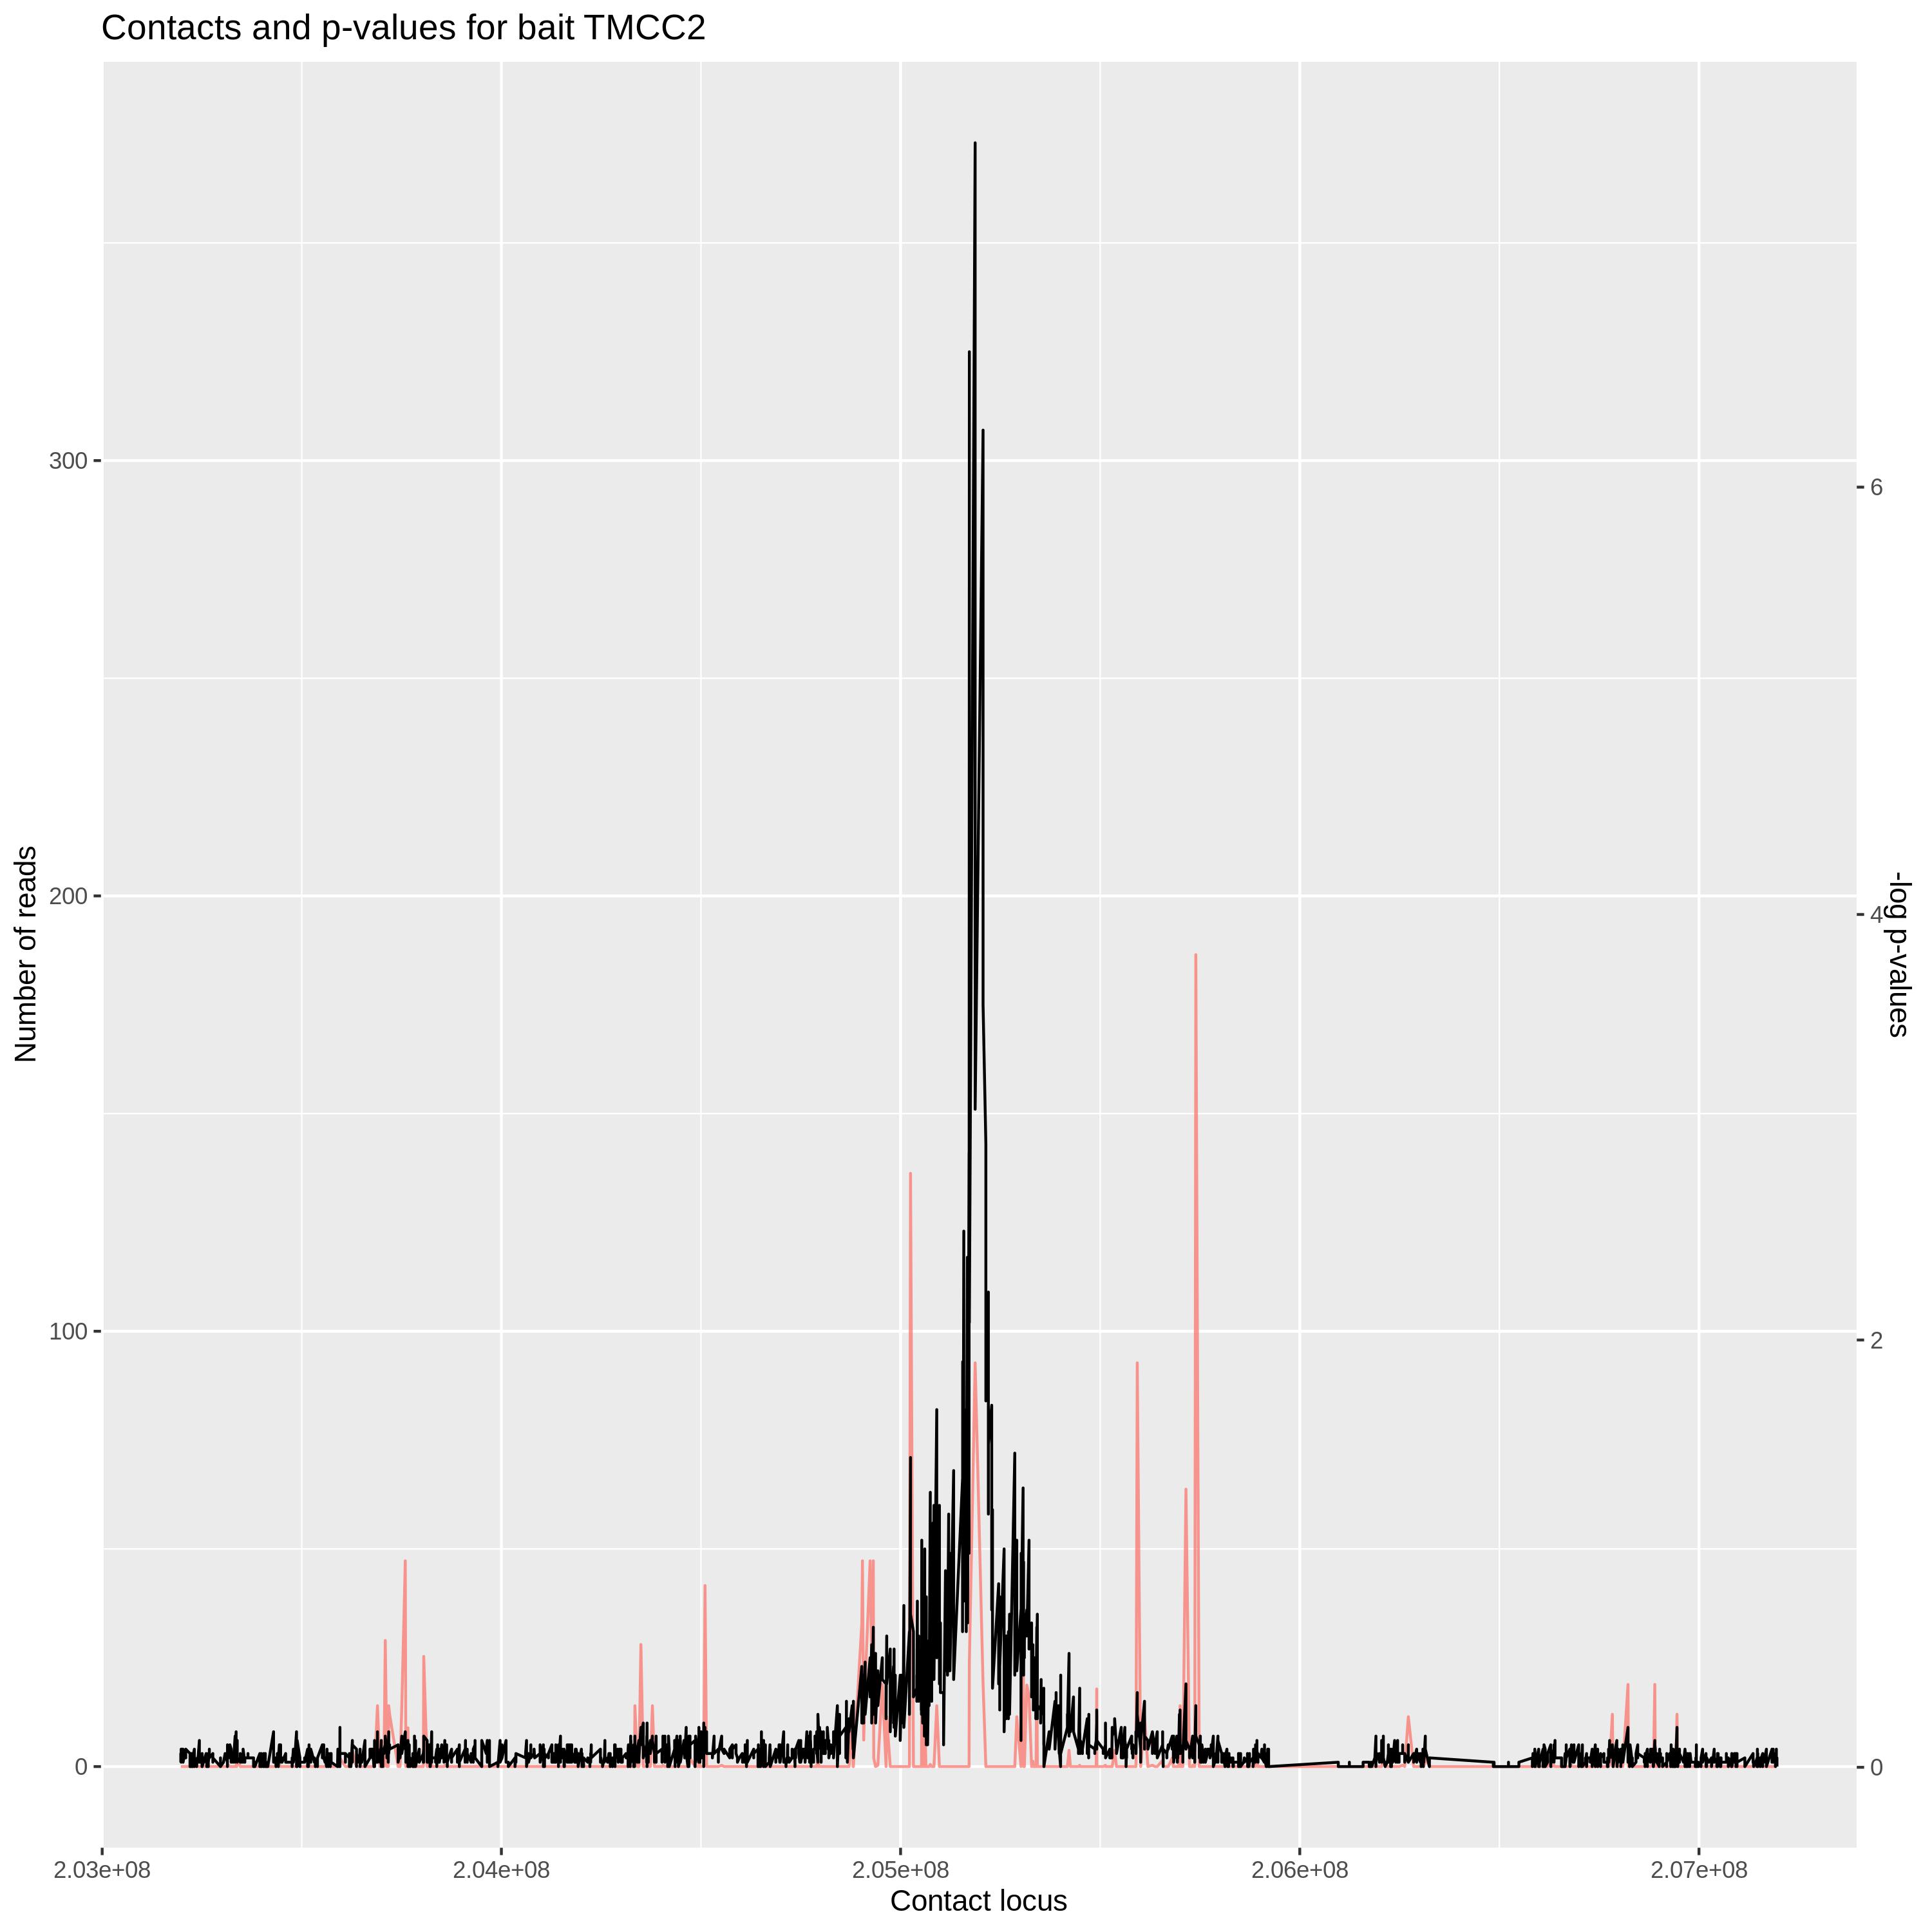 Contacts and p-values for bait TMCC2
Number of reads
300
200
100
0
6
4
2
0
-log p-values
2.03e+08
2.04e+08
2.05e+08
2.06e+08
2.07e+08
Contact locus